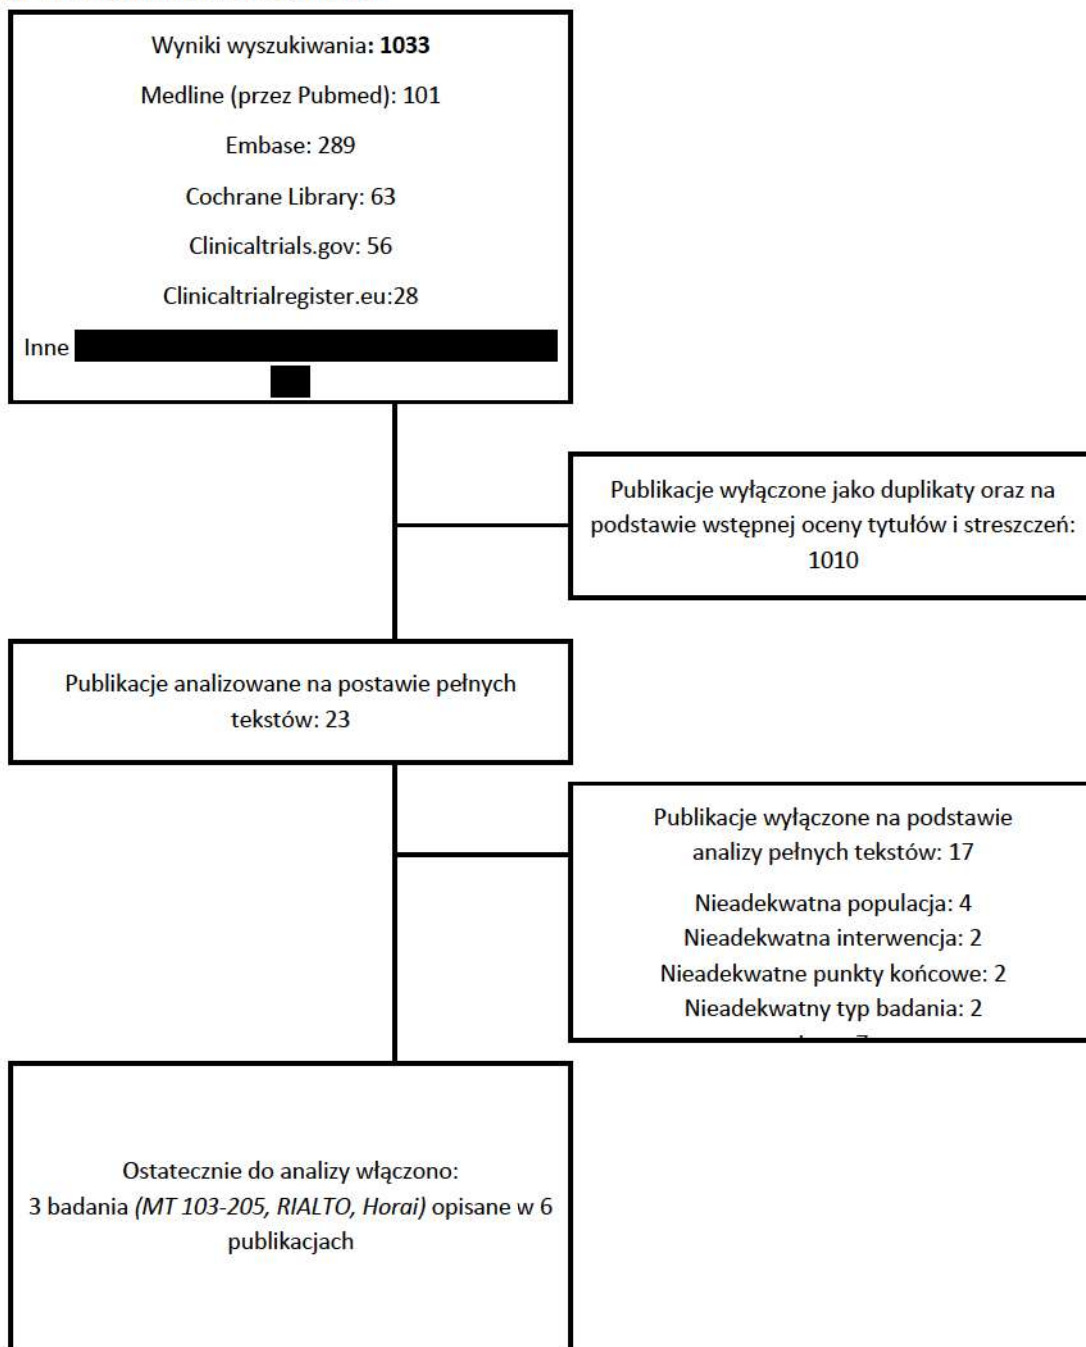 Wyniki wyszukiwania: 1033
Medline (przez Pubmed): 101
Embase: 289
Cochrane Library: 63
Clinicaltrials.gov: 56
Clinicaltrialregister.eu:28
Inne
Publikacje wyłączone jako duplikaty oraz na
podstawie wstępnej oceny tytułów i streszczeń:
1010
Publikacje analizowane na postawie pełnych
tekstów: 23
Publikacje wyłączone na podstawie
analizy pełnych tekstów: 17
Nieadekwatna populacja: 4
Nieadekwatna interwencja: 2
Nieadekwatne punkty końcowe: 2
Nieadekwatny typ badania: 2
Ostatecznie do analizy włączono:
3 badania (MT 103-205, RIALTO, Horai) opisane w 6
publikacjach